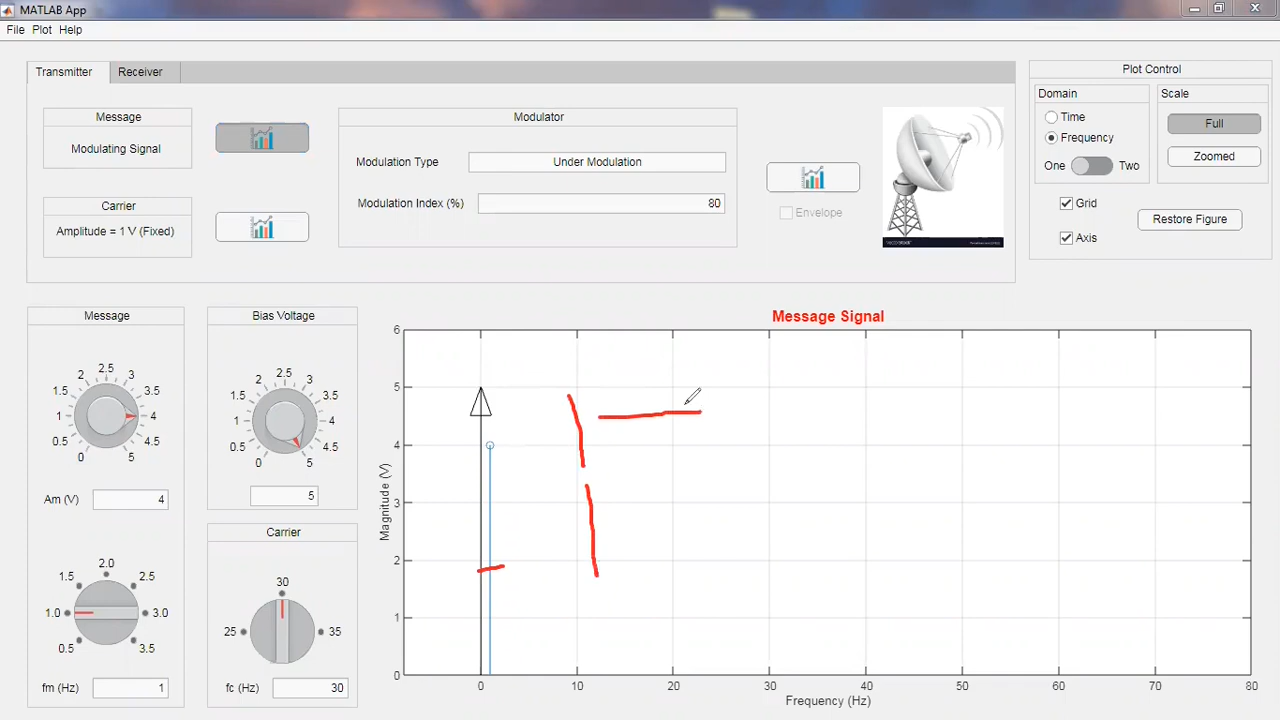 MATLAB App
File Plot Help
Transmitter Receiver
Message
Modulating Signal
Carrier
Amplitude = 1 V (Fixed)
Modulator
Modulation Type Under Modulation
Modulation Index (%) 80
Envelope
Plot Control
Domain
Time
Frequency
One Two
Scale
Full
Zoomed
Grid
Axis
Restore Figure
Message
0 0.5 1 1.5 2 2.5 3 3.5 4 4.5 5
Am (V) 4
0.5 1.0 1.5 2.0 2.5 3.0 3.5
fm (Hz) 1
Bias Voltage
0 0.5 1 1.5 2 2.5 3 3.5 4 4.5 5
5
Carrier
25 30 35
fc (Hz) 30
Message Signal
Magnitude (V)
6
5
4
3
2
1
0
0 10 20 30 40 50 60 70 80
Frequency (Hz)